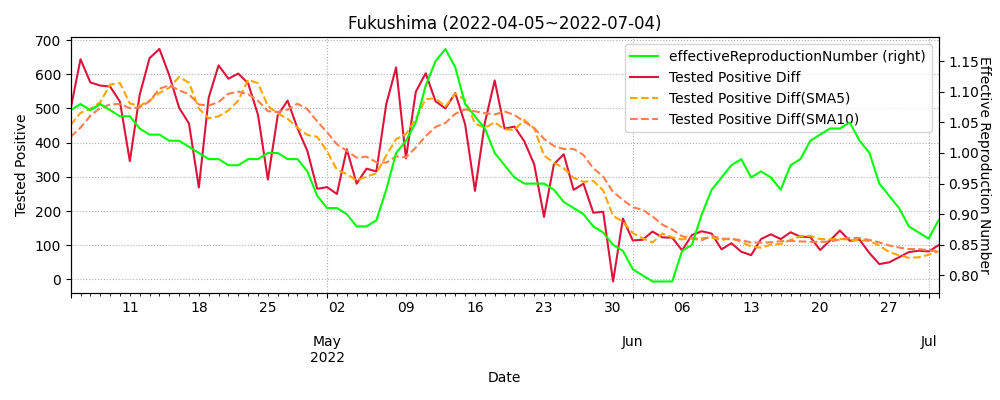 Fukushima (2022-04-05~2022-07-04)
effectiveReproductionNumber (right)
Tested Positive Diff
Tested Positive Diff(SMA5)
Tested Positive Diff(SMA10)
Tested Positive
700
600
500
400
300
200
100
0
Effective Reproduction Number
1.15
1.10
1.05
1.00
0.95
0.90
0.85
0.80
11 18 25 02 09 16 23 30 06 13 20 27
May Jun Jul
2022
Date